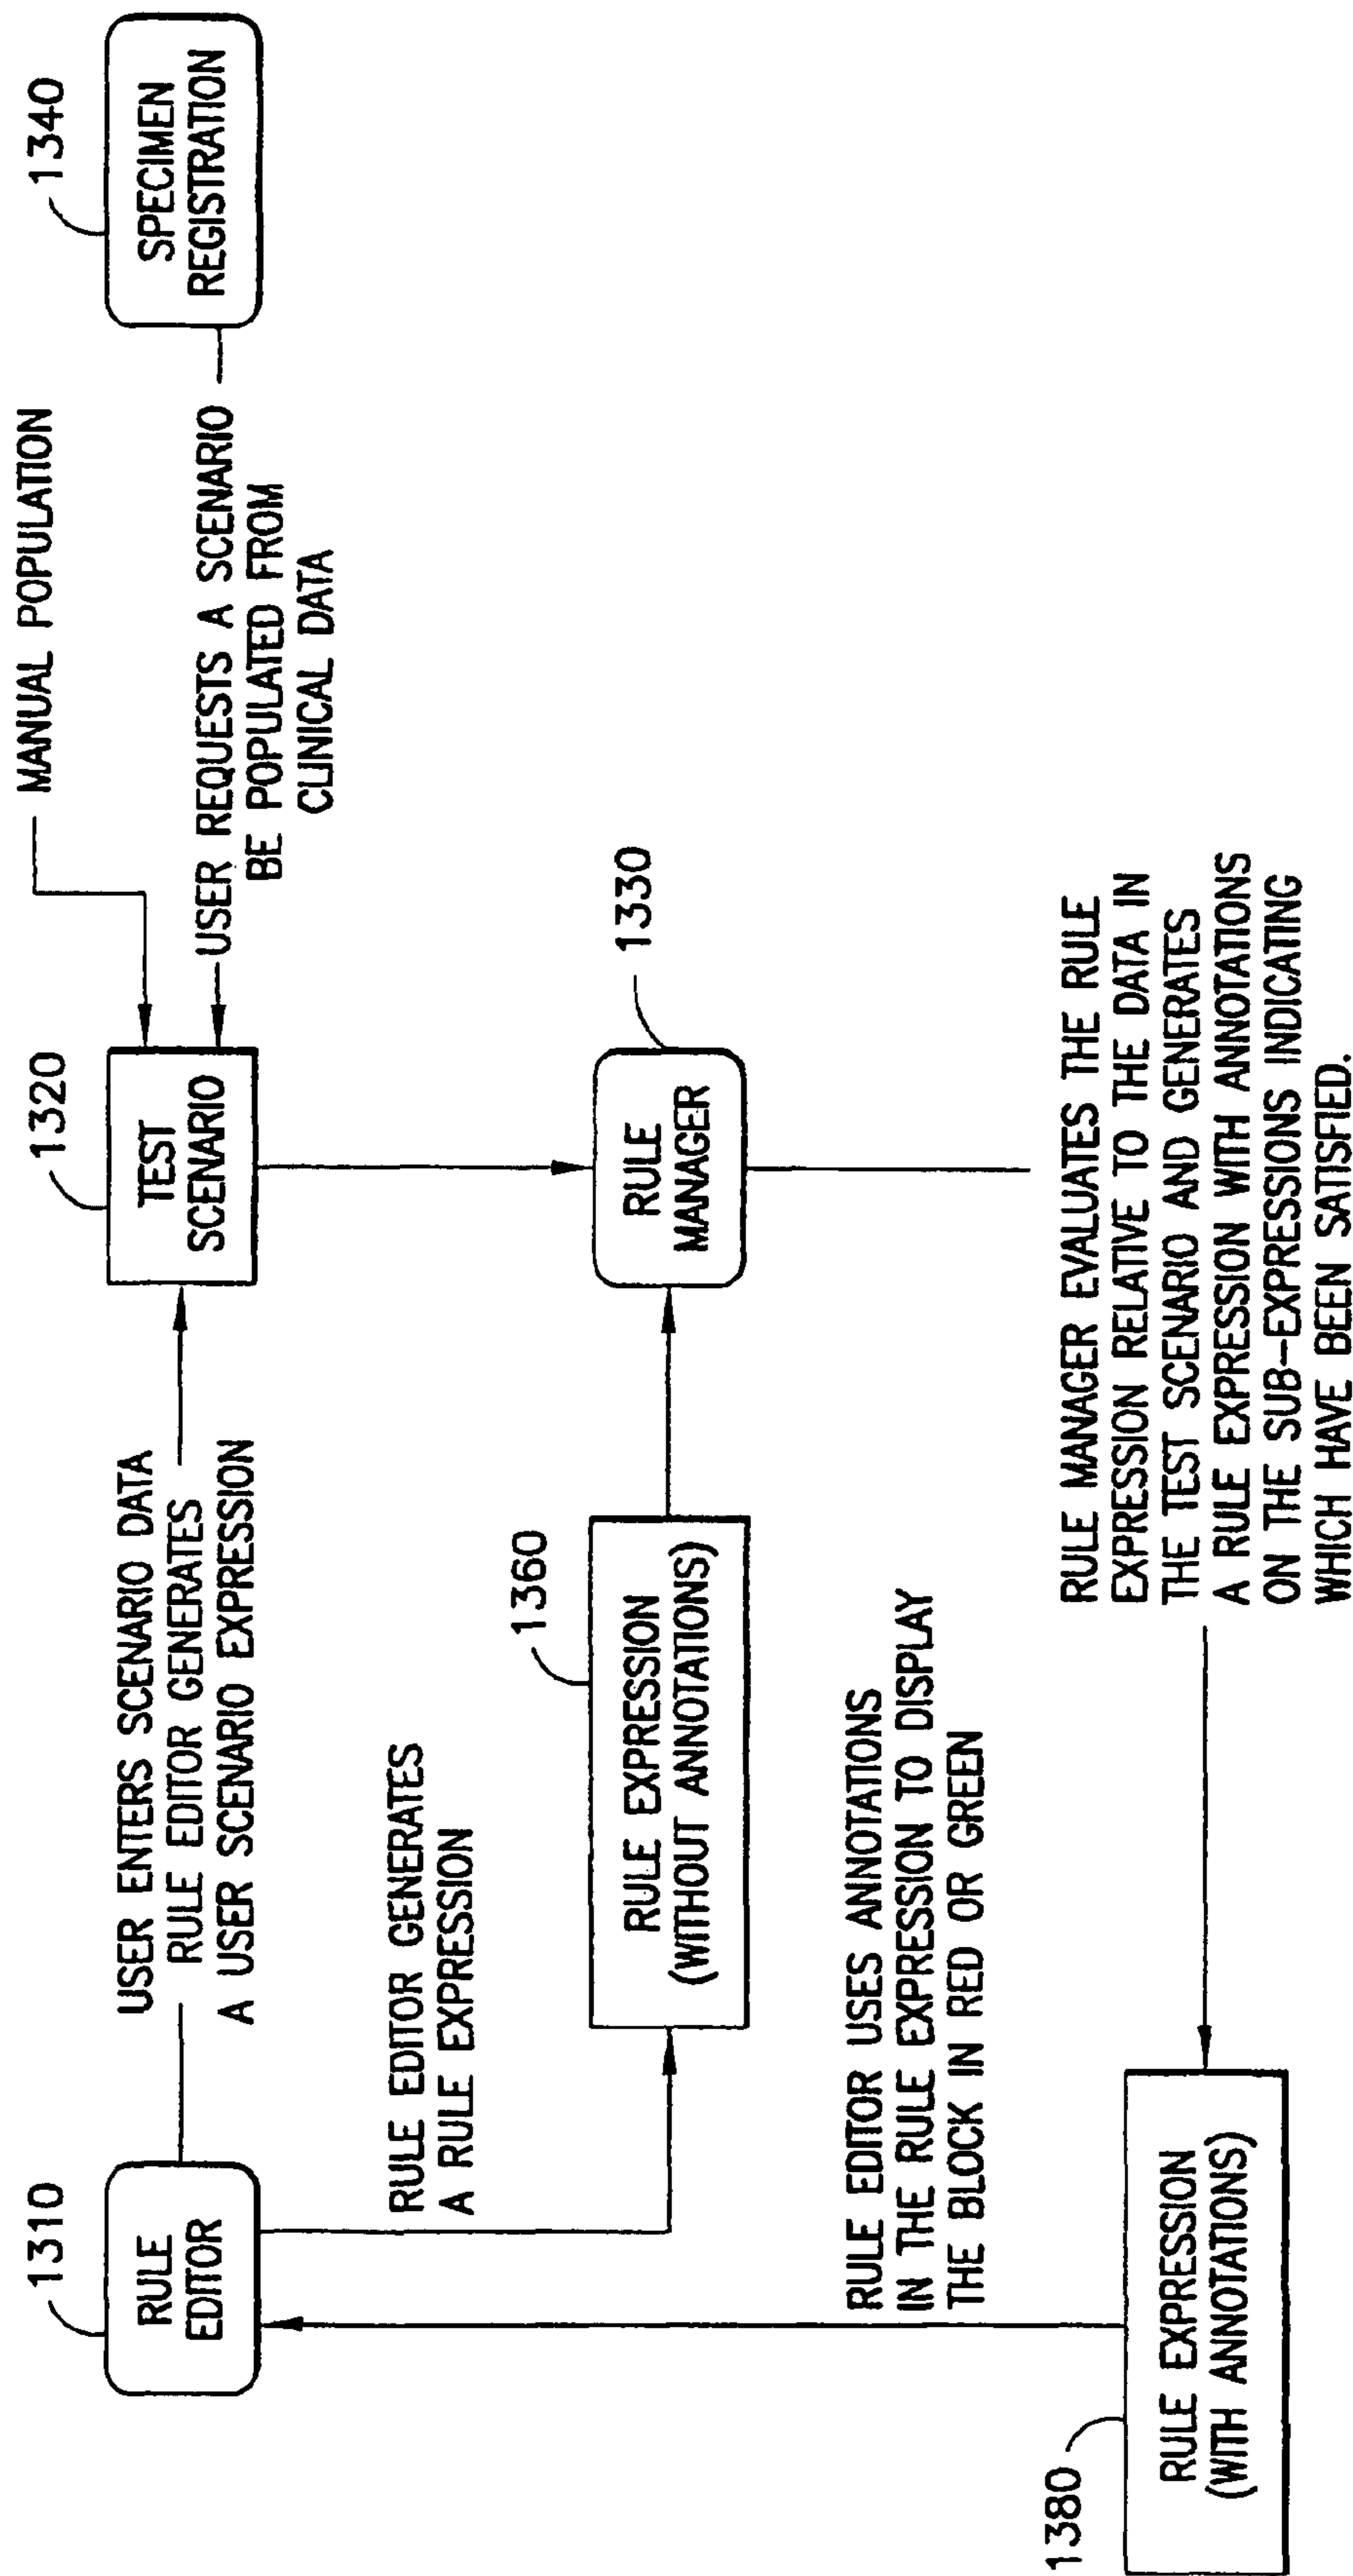 1310
RULE
EDITOR
USER ENTERS SCENARIO DATA
RULE EDITOR GENERATES
A USER SCENARIO EXPRESSION
1320
TEST
SCENARIO
MANUAL POPULATION
USER REQUESTS A SCENARIO
BE POPULATED FROM
CLINICAL DATA
1340
SPECIMEN
REGISTRATION
RULE EDITOR GENERATES
A RULE EXPRESSION
1360
RULE EXPRESSION
(WITHOUT ANNOTATIONS)
1330
RULE
MANAGER
RULE EDITOR USES ANNOTATIONS
IN THE RULE EXPRESSION TO DISPLAY
THE BLOCK IN RED OR GREEN
RULE MANAGER EVALUATES THE RULE
EXPRESSION RELATIVE TO THE DATA IN
THE TEST SCENARIO AND GENERATES
A RULE EXPRESSION WITH ANNOTATIONS
ON THE SUB-EXPRESSIONS INDICATING
WHICH HAVE BEEN SATISFIED.
1380
RULE EXPRESSION
(WITH ANNOTATIONS)